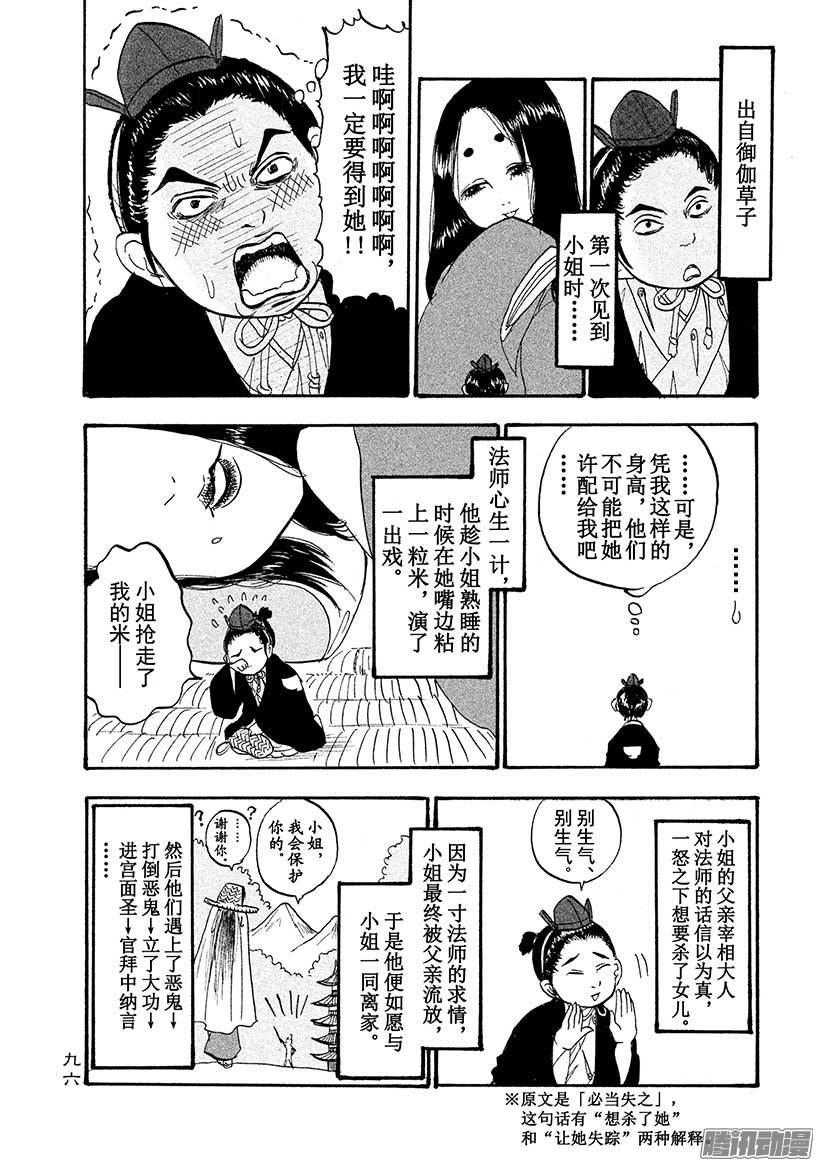 出自御伽草子
第一次见到
小姐时……
哇啊啊啊啊啊啊，
我一定要得到她!!
……可是，
凭我这样的
身高，他们
不可能把她
许配给我吧
……
法师心生一计，
他趁小姐熟睡的
时候在她嘴边粘
上一粒米，演了
一出戏。
小姐抢走了
我的米——
小姐的父亲宰相大人
对法师的话信以为真，
一怒之下想要杀了女儿。
别生气、
别生气。
因为一寸法师的求情，
小姐最终被父亲流放，
于是他便如愿与
小姐一同离家。
小姐，
我会保护
你的。
？
……
谢谢你。
？
然后他们遇上了恶鬼→
打倒恶鬼→立了大功→
进宫面圣→官拜中纳言
……
※原文是「必当失之」，
这句话有“想杀了她”
和“让她失踪”两种解释。
九六
腾讯动漫